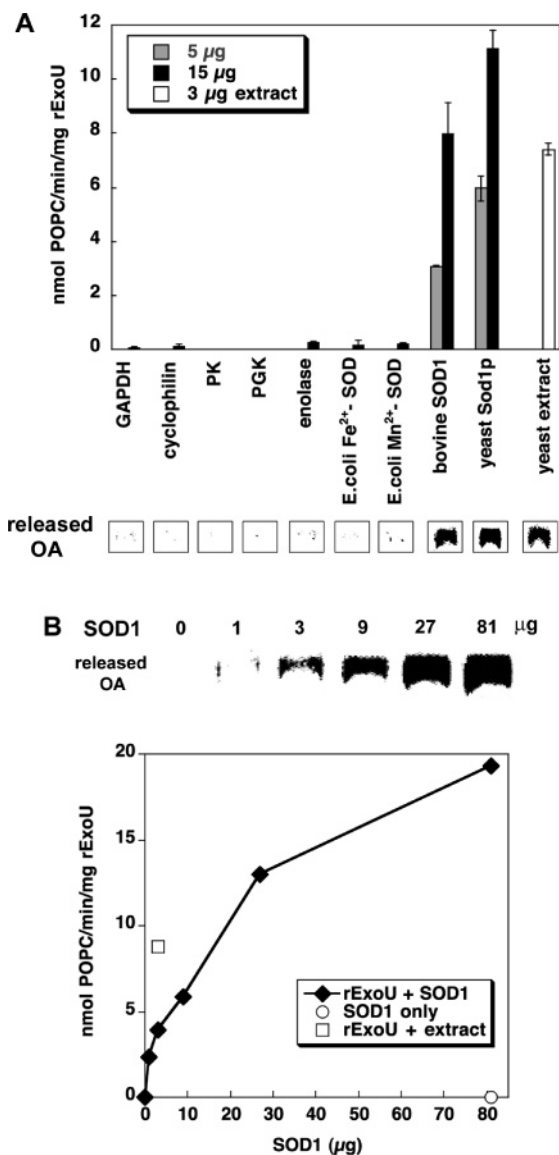 A
5 µg
15 µg
3 µg extract
nmol POPC/min/mg rExoU
12
10
8
6
4
2
0
GAPDH
cyclophilin
PK
PGK
enolase
E.coli Fe²⁺- SOD
E.coli Mn²⁺- SOD
bovine SOD1
yeast Sod1p
yeast extract
released
OA
B
SOD1 0 1 3 9 27 81 µg
released
OA
nmol POPC/min/mg rExoU
20
15
10
5
0
rExoU + SOD1
SOD1 only
rExoU + extract
0 10 20 30 40 50 60 70 80
SOD1 (µg)